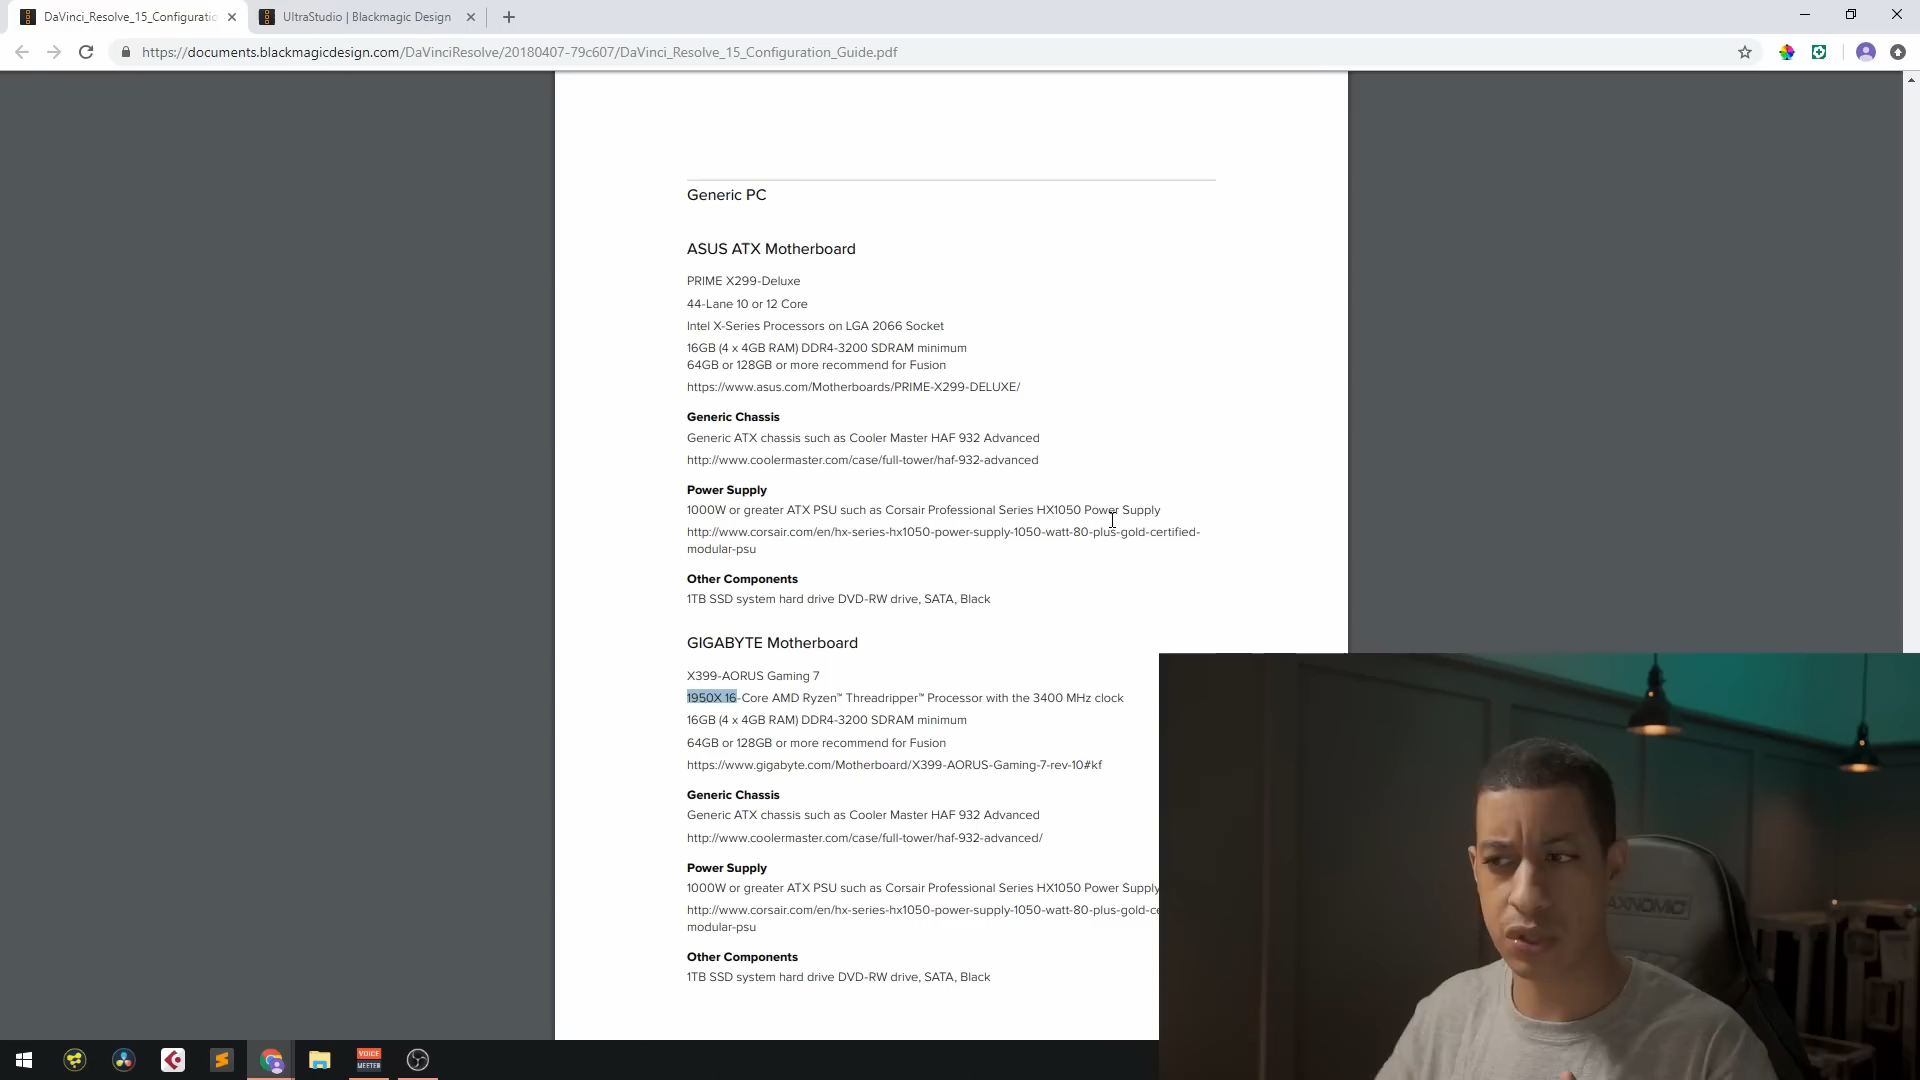 DaVinci_Resolve_15_Configuratio
UltraStudio | Blackmagic Design
https://documents.blackmagicdesign.com/DaVinciResolve/20180407-79c607/DaVinci_Resolve_15_Configuration_Guide.pdf
Generic PC
ASUS ATX Motherboard
PRIME X299-Deluxe
44-Lane 10 or 12 Core
Intel X-Series Processors on LGA 2066 Socket
16GB (4 x 4GB RAM) DDR4-3200 SDRAM minimum
64GB or 128GB or more recommend for Fusion
https://www.asus.com/Motherboards/PRIME-X299-DELUXE/
Generic Chassis
Generic ATX chassis such as Cooler Master HAF 932 Advanced
http://www.coolermaster.com/case/full-tower/haf-932-advanced
Power Supply
1000W or greater ATX PSU such as Corsair Professional Series HX1050 Power Supply
http://www.corsair.com/en/hx-series-hx1050-power-supply-1050-watt-80-plus-gold-certified-
modular-psu
Other Components
1TB SSD system hard drive DVD-RW drive, SATA, Black
GIGABYTE Motherboard
X399-AORUS Gaming 7
1950X 16-Core AMD Ryzen™ Threadripper™ Processor with the 3400 MHz clock
16GB (4 x 4GB RAM) DDR4-3200 SDRAM minimum
64GB or 128GB or more recommend for Fusion
https://www.gigabyte.com/Motherboard/X399-AORUS-Gaming-7-rev-10#kf
Generic Chassis
Generic ATX chassis such as Cooler Master HAF 932 Advanced
http://www.coolermaster.com/case/full-tower/haf-932-advanced/
Power Supply
1000W or greater ATX PSU such as Corsair Professional Series HX1050 Power Supply
http://www.corsair.com/en/hx-series-hx1050-power-supply-1050-watt-80-plus-gold-ce
modular-psu
Other Components
1TB SSD system hard drive DVD-RW drive, SATA, Black
AXNOMIC
VOICE
MEETER